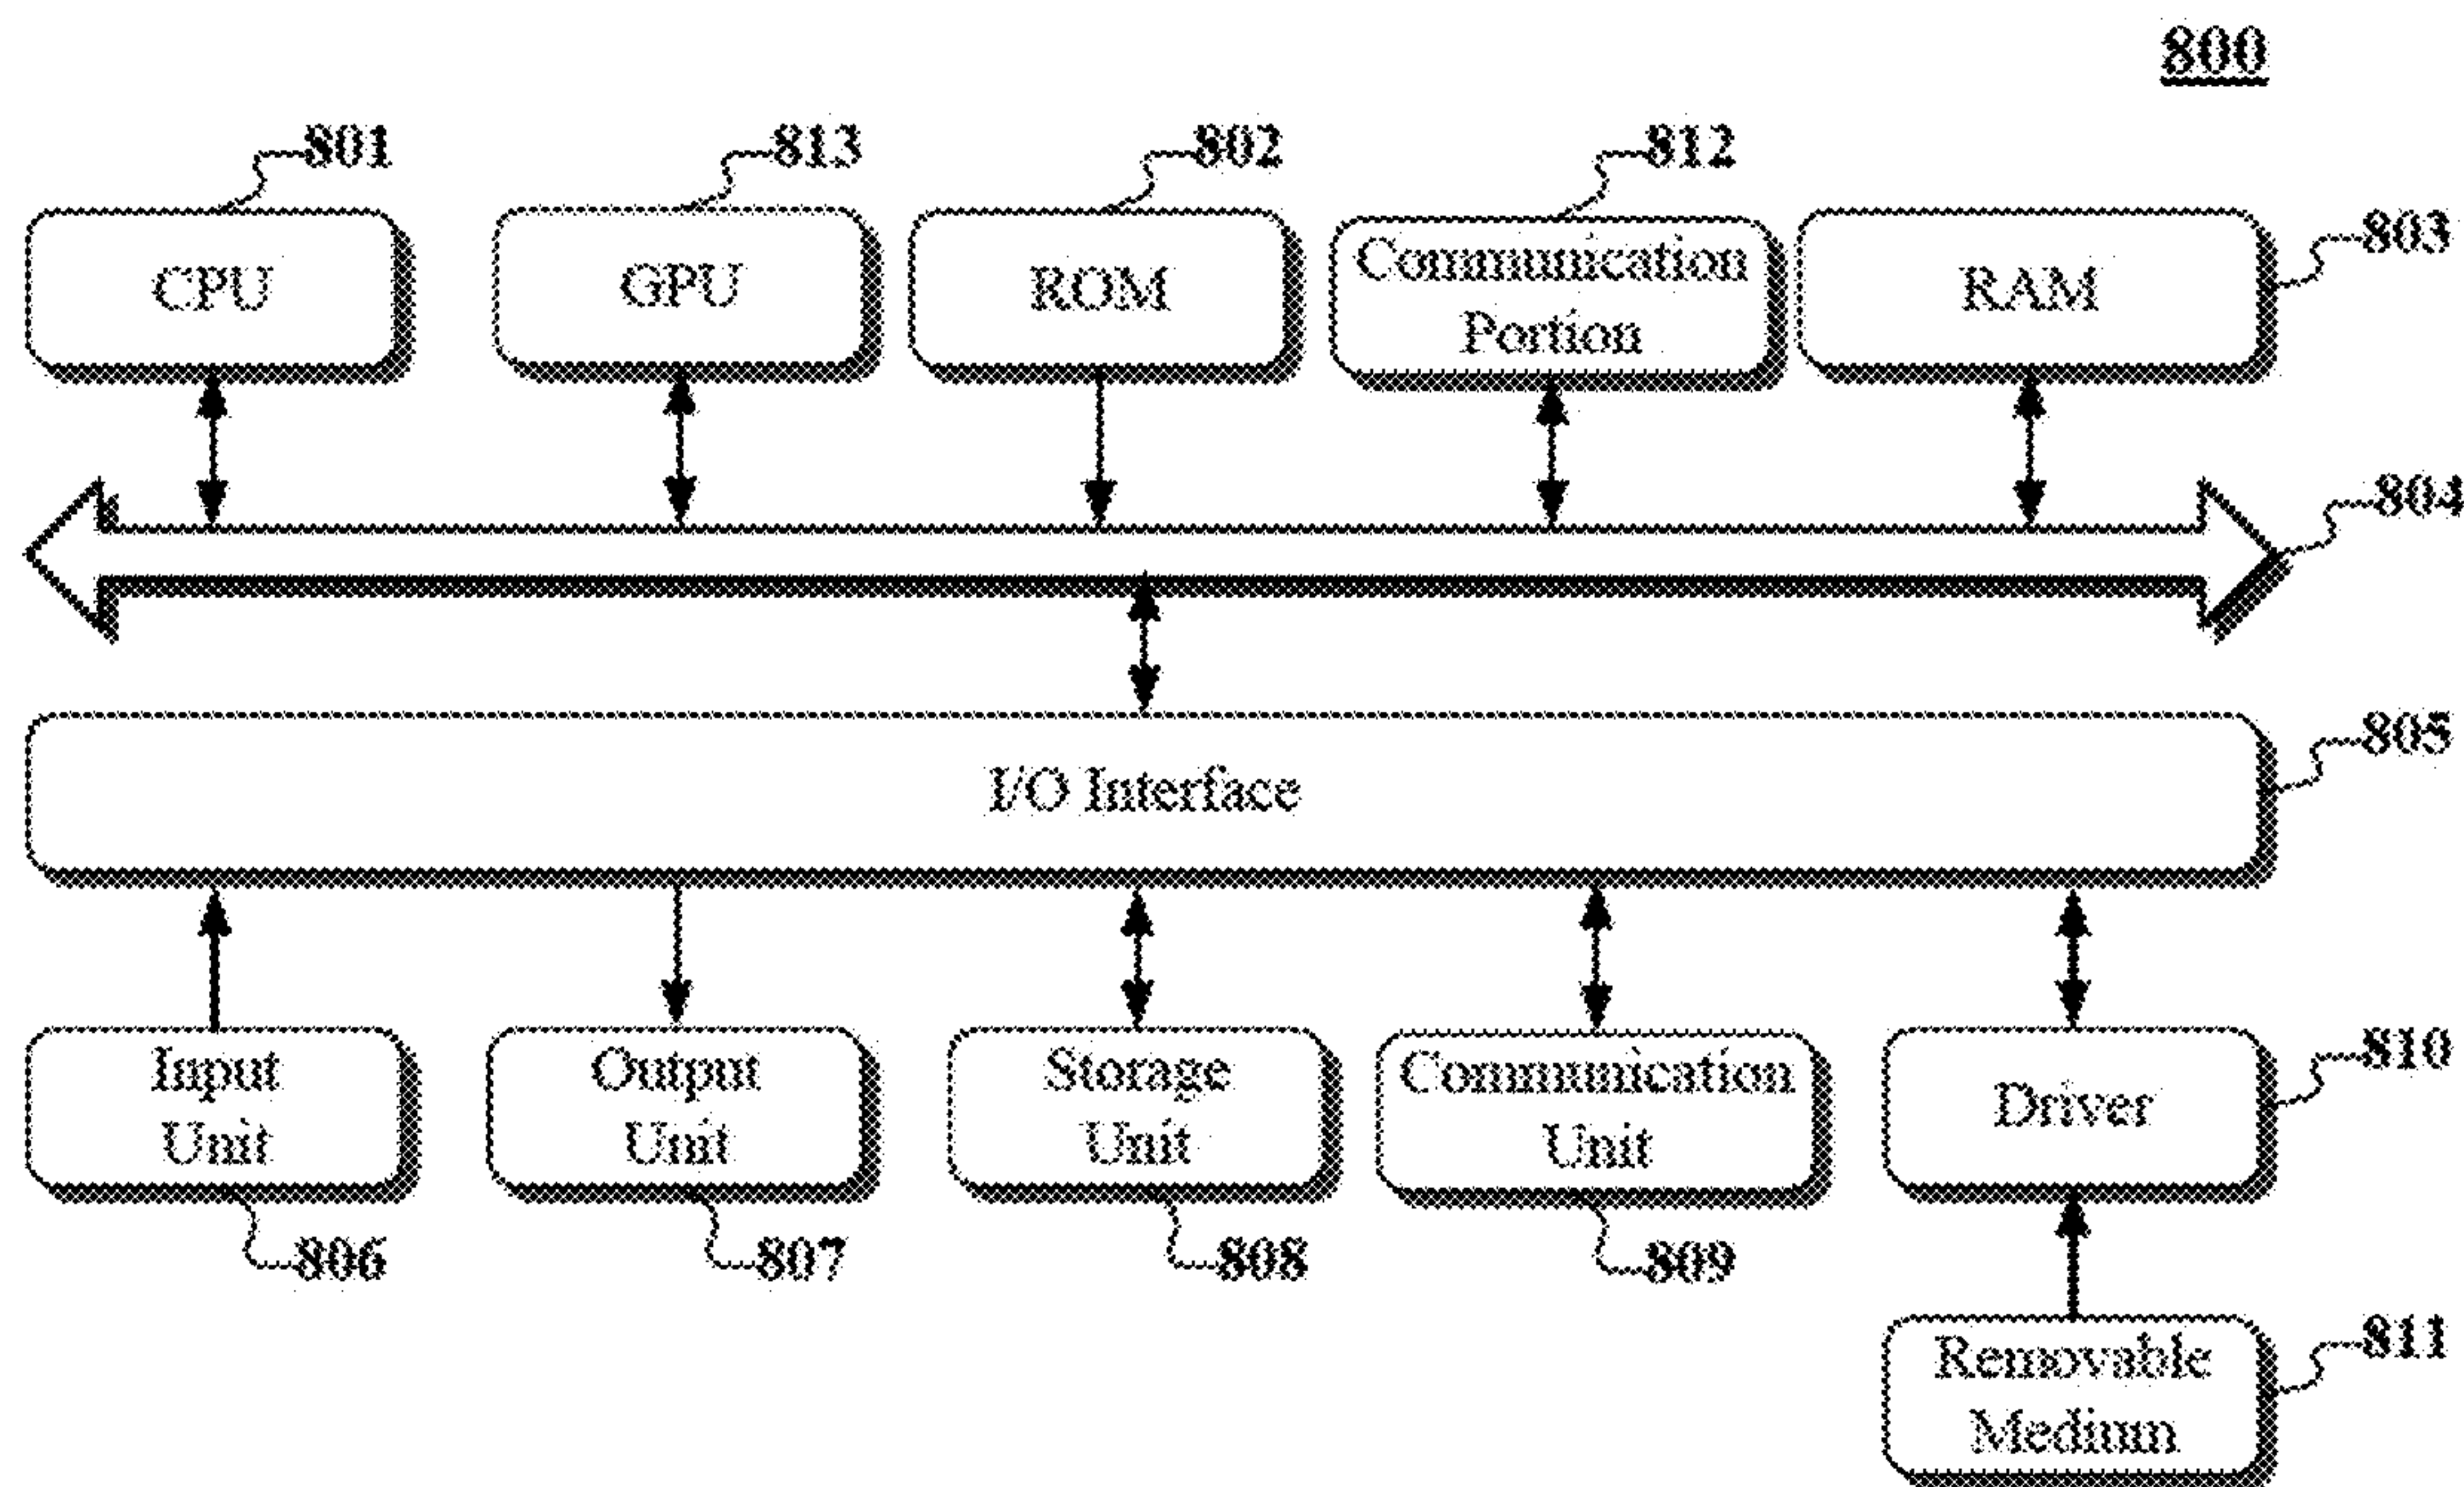 800
801
813
802
812
803
CPU
GPU
ROM
Communication
Portion
RAM
804
805
I/O Interface
Input
Unit
Output
Unit
Storage
Unit
Communication
Unit
Driver
810
806
807
808
809
811
Removable
Medium